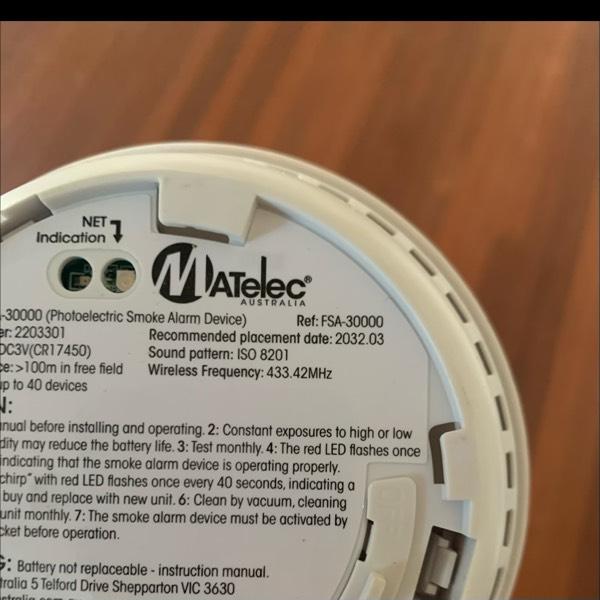 NET
Indication
MATelec®
AUSTRALIA
-30000 (Photoelectric Smoke Alarm Device) Ref: FSA-30000
er: 2203301 Recommended placement date: 2032.03
DC3V(CR17450) Sound pattern: ISO 8201
ce: >100m in free field Wireless Frequency: 433.42MHz
up to 40 devices
N:
anual before installing and operating. 2: Constant exposures to high or low
dity may reduce the battery life. 3: Test monthly. 4: The red LED flashes once
indicating that the smoke alarm device is operating properly.
chirp" with red LED flashes once every 40 seconds, indicating a
buy and replace with new unit. 6: Clean by vacuum, cleaning
unit monthly. 7: The smoke alarm device must be activated by
cket before operation.
G: Battery not replaceable - instruction manual.
tralia 5 Telford Drive Shepparton VIC 3630
OFF